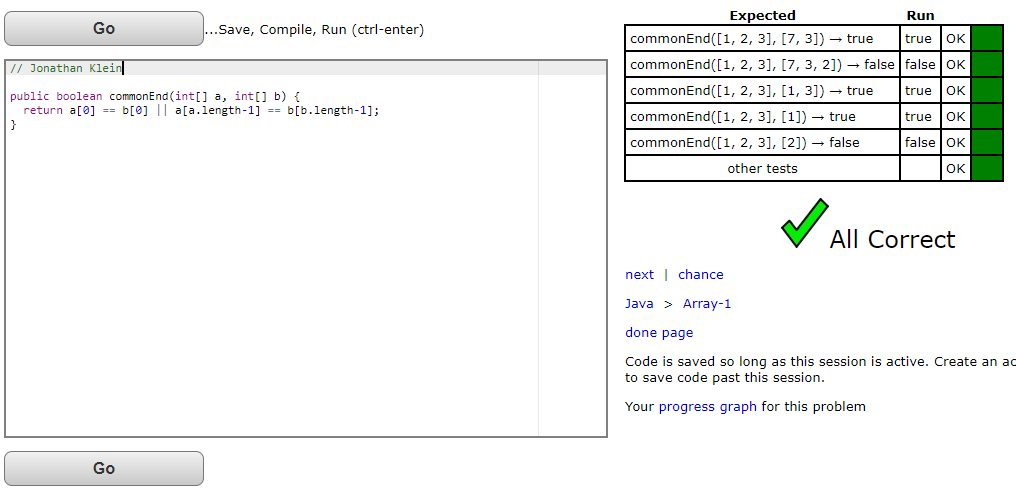 Go
...Save, Compile, Run (ctrl-enter)
// Jonathan Klein
public boolean commonEnd(int[] a, int[] b) {
  return a[0] == b[0] || a[a.length-1] == b[b.length-1];
}
Go
Expected Run
commonEnd([1, 2, 3], [7, 3]) → true true OK
commonEnd([1, 2, 3], [7, 3, 2]) → false false OK
commonEnd([1, 2, 3], [1, 3]) → true true OK
commonEnd([1, 2, 3], [1]) → true true OK
commonEnd([1, 2, 3], [2]) → false false OK
other tests OK
All Correct
next | chance
Java > Array-1
done page
Code is saved so long as this session is active. Create an ac
to save code past this session.
Your progress graph for this problem